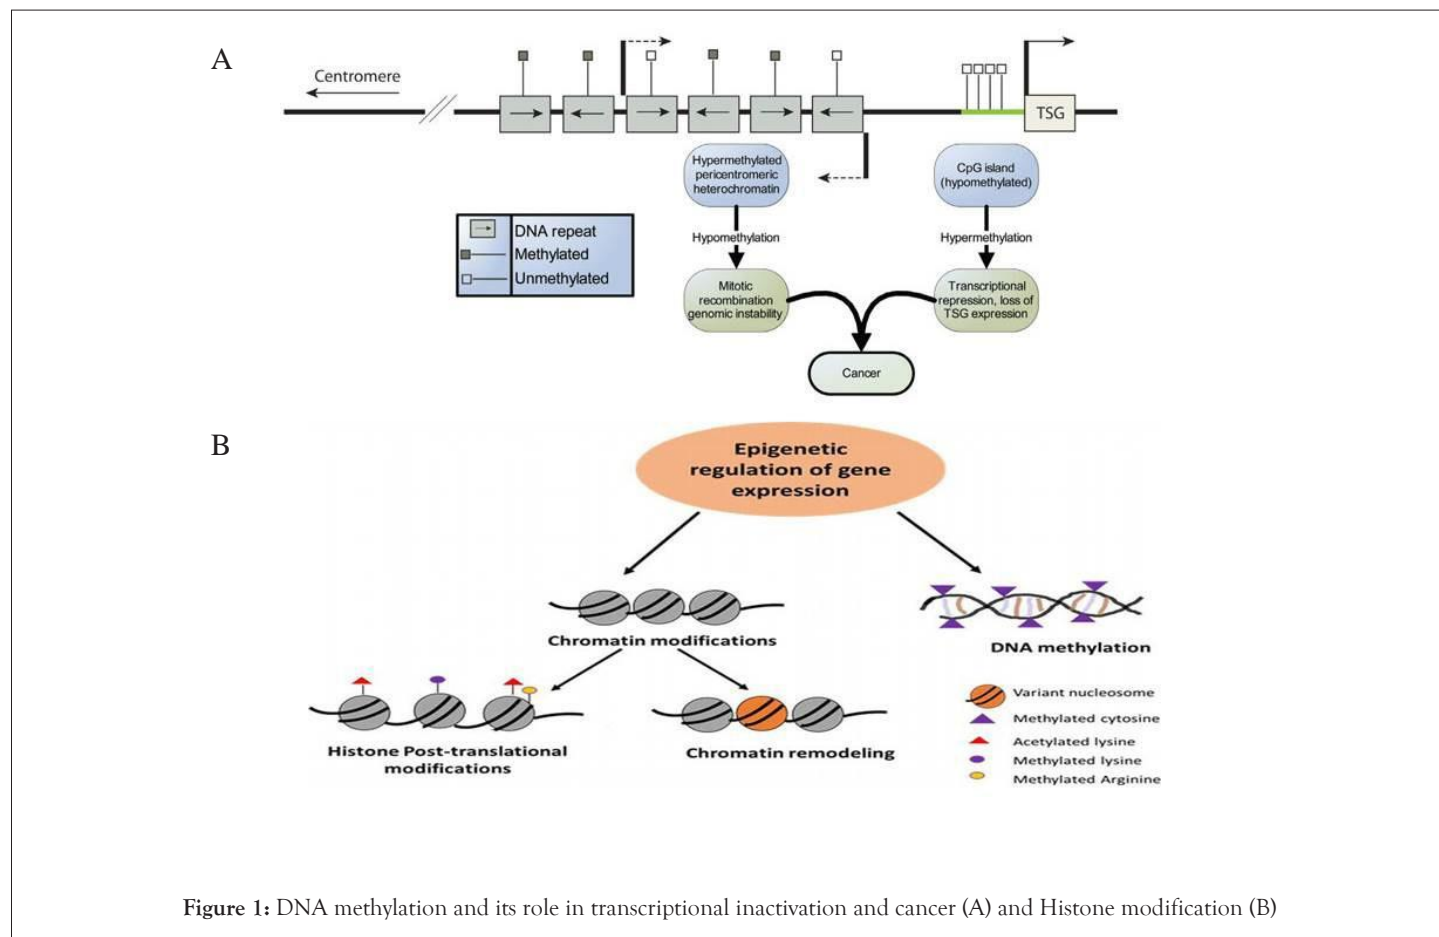 A
Centromere
TSG
Hypermethylated
pericentromeric
heterochromatin
CpG island
(hypomethylated)
DNA repeat
Methylated
Unmethylated
Hypomethylation
Hypermethylation
Mitotic
recombination
genomic instability
Transcriptional
repression, loss of
TSG expression
Cancer
B
Epigenetic
regulation of gene
expression
Chromatin modifications
DNA methylation
Histone Post-translational
modifications
Chromatin remodeling
Variant nucleosome
Methylated cytosine
Acetylated lysine
Methylated lysine
Methylated Arginine
Figure 1: DNA methylation and its role in transcriptional inactivation and cancer (A) and Histone modification (B)